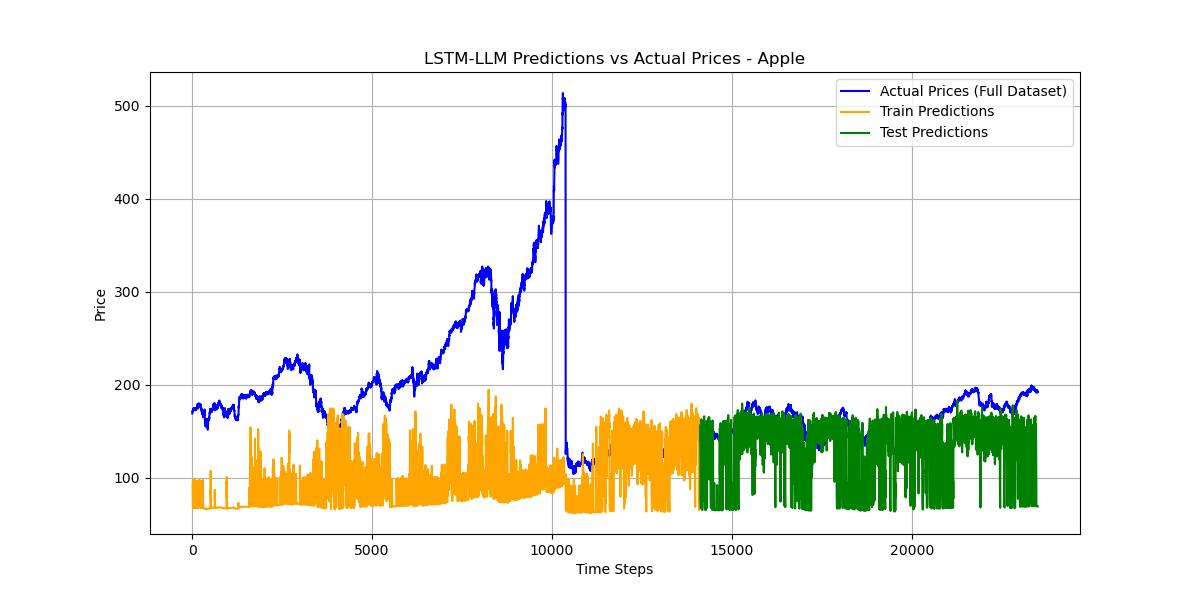 LSTM-LLM Predictions vs Actual Prices - Apple
Actual Prices (Full Dataset)
Train Predictions
Test Predictions
Price
500
400
300
200
100
0
5000
10000
15000
20000
Time Steps